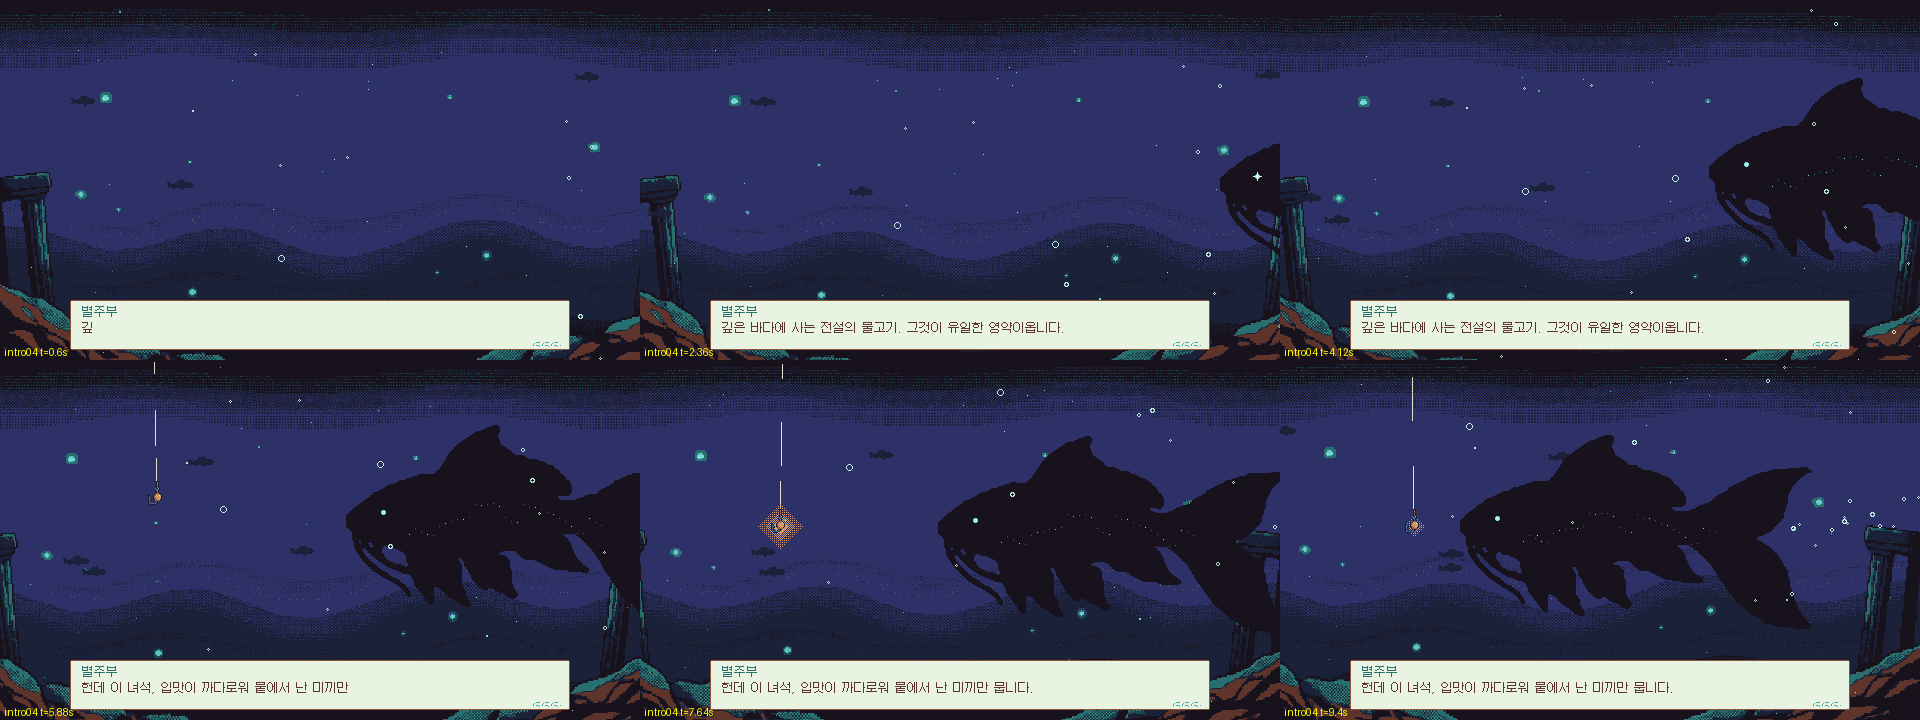 별주부
깊
intro04 t=0.6s
별주부
깊은 바다에 사는 전설의 물고기. 그것이 유일한 영약이옵니다.
intro04 t=2.36s
별주부
깊은 바다에 사는 전설의 물고기. 그것이 유일한 영약이옵니다.
intro04 t=4.12s
별주부
헌데 이 녀석, 입맛이 까다로워 뭍에서 난 미끼만
intro04 t=5.88s
별주부
헌데 이 녀석, 입맛이 까다로워 뭍에서 난 미끼만 뭅니다.
intro04 t=7.64s
별주부
헌데 이 녀석, 입맛이 까다로워 뭍에서 난 미끼만 뭅니다.
intro04 t=9.4s